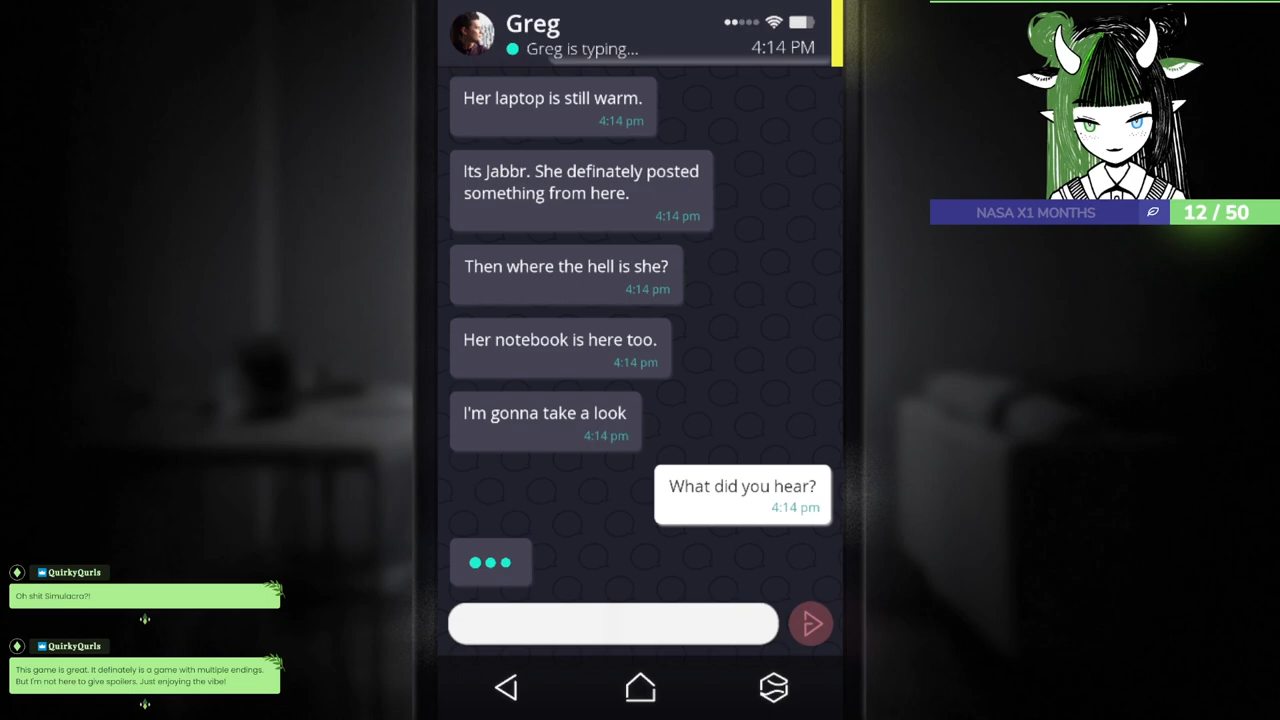 Greg
Greg is typing...
4:14 PM
Her laptop is still warm.
4:14 pm
Its Jabbr. She definately posted
something from here.
4:14 pm
Then where the hell is she?
4:14 pm
Her notebook is here too.
4:14 pm
I'm gonna take a look
4:14 pm
What did you hear?
4:14 pm
NASA X1 MONTHS
12 / 50
QuirkyQurls
Oh shit Simulacra?!
QuirkyQurls
This game is great. It definately is a game with multiple endings.
But I'm not here to give spoilers. Just enjoying the vibe!